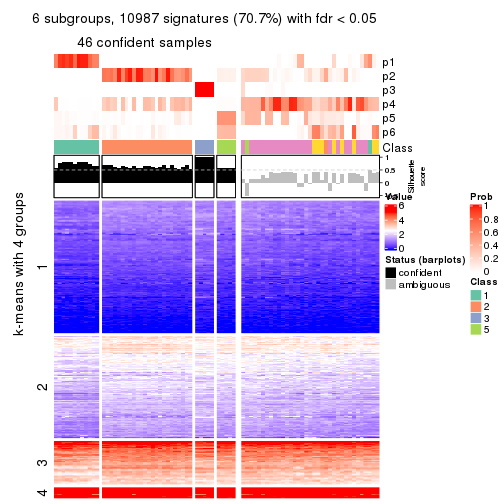 6 subgroups, 10987 signatures (70.7%) with fdr < 0.05
46 confident samples
p1
p2
p3
p4
p5
p6
Class
1
0.5
0
Silhouette
score
k-means with 4 groups
1
2
3
4
Value
6
4
2
0
Status (barplots)
confident
ambiguous
Prob
1
0.8
0.6
0.4
0.2
0
Class
1
2
3
5